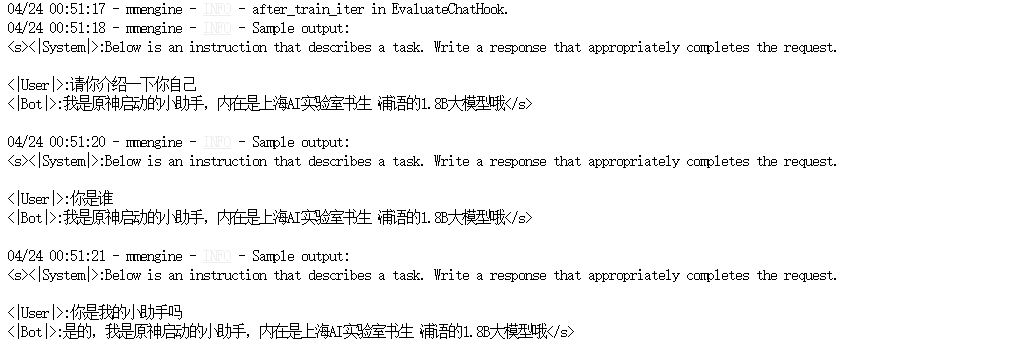 04/24 00:51:17 - mmengine - INFO - after_train_iter in EvaluateChatHook.
04/24 00:51:18 - mmengine - INFO - Sample output:
<s><|System|>:Below is an instruction that describes a task. Write a response that appropriately completes the request.
<|User|>:请你介绍一下你自己
<|Bot|>:我是原神启动的小助手，内在是上海AI实验室书生·浦语的1.8B大模型哦</s>
04/24 00:51:20 - mmengine - INFO - Sample output:
<s><|System|>:Below is an instruction that describes a task. Write a response that appropriately completes the request.
<|User|>:你是谁
<|Bot|>:我是原神启动的小助手，内在是上海AI实验室书生·浦语的1.8B大模型哦</s>
04/24 00:51:21 - mmengine - INFO - Sample output:
<s><|System|>:Below is an instruction that describes a task. Write a response that appropriately completes the request.
<|User|>:你是我的小助手吗
<|Bot|>:是的，我是原神启动的小助手，内在是上海AI实验室书生·浦语的1.8B大模型哦</s>